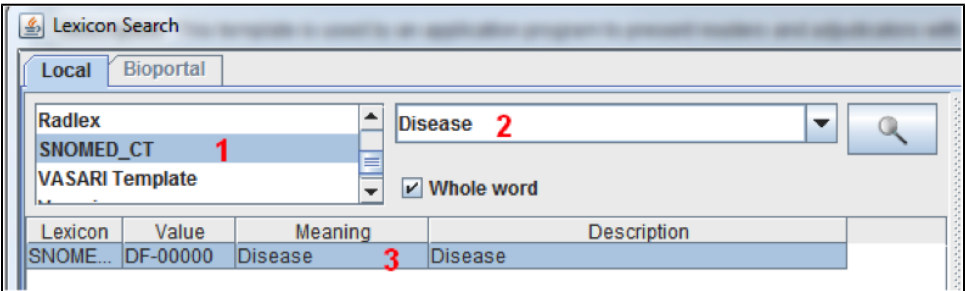 Lexicon Search
Local Bioportal
Radlex
SNOMED_CT 1
VASARI Template
Disease 2
Whole word
Lexicon Value Meaning Description
SNOME... DF-00000 Disease 3 Disease